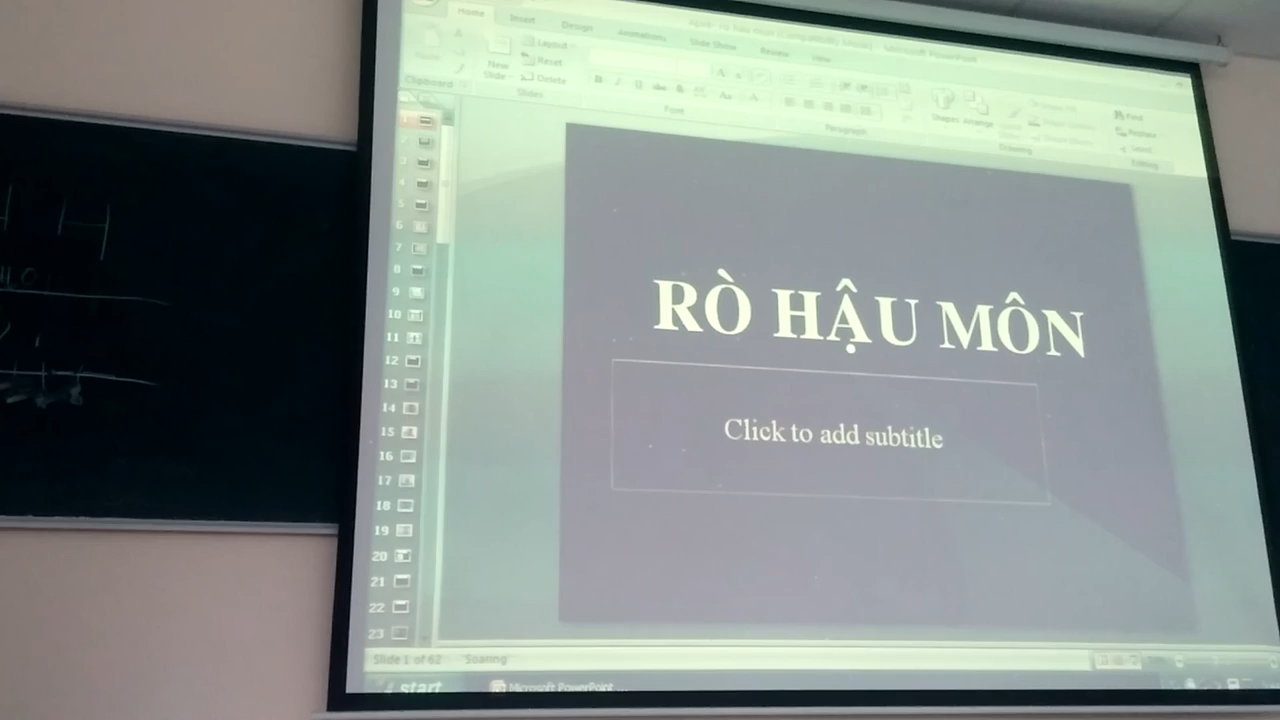 Home Insert Design Animations Slide Show Review View
Layout
Reset
New
Slide
Delete
Clipboard
Slides
Font
Paragraph
Drawing
Editing
Shapes
Arrange
Find
Replace
Select
1
2
3
4
5
6
7
8
9
10
11
12
13
14
15
16
17
18
19
20
21
22
23
RÒ HẬU MÔN
Click to add subtitle
Slide 1 of 62
"Soaring"
start
Microsoft PowerPoint ...